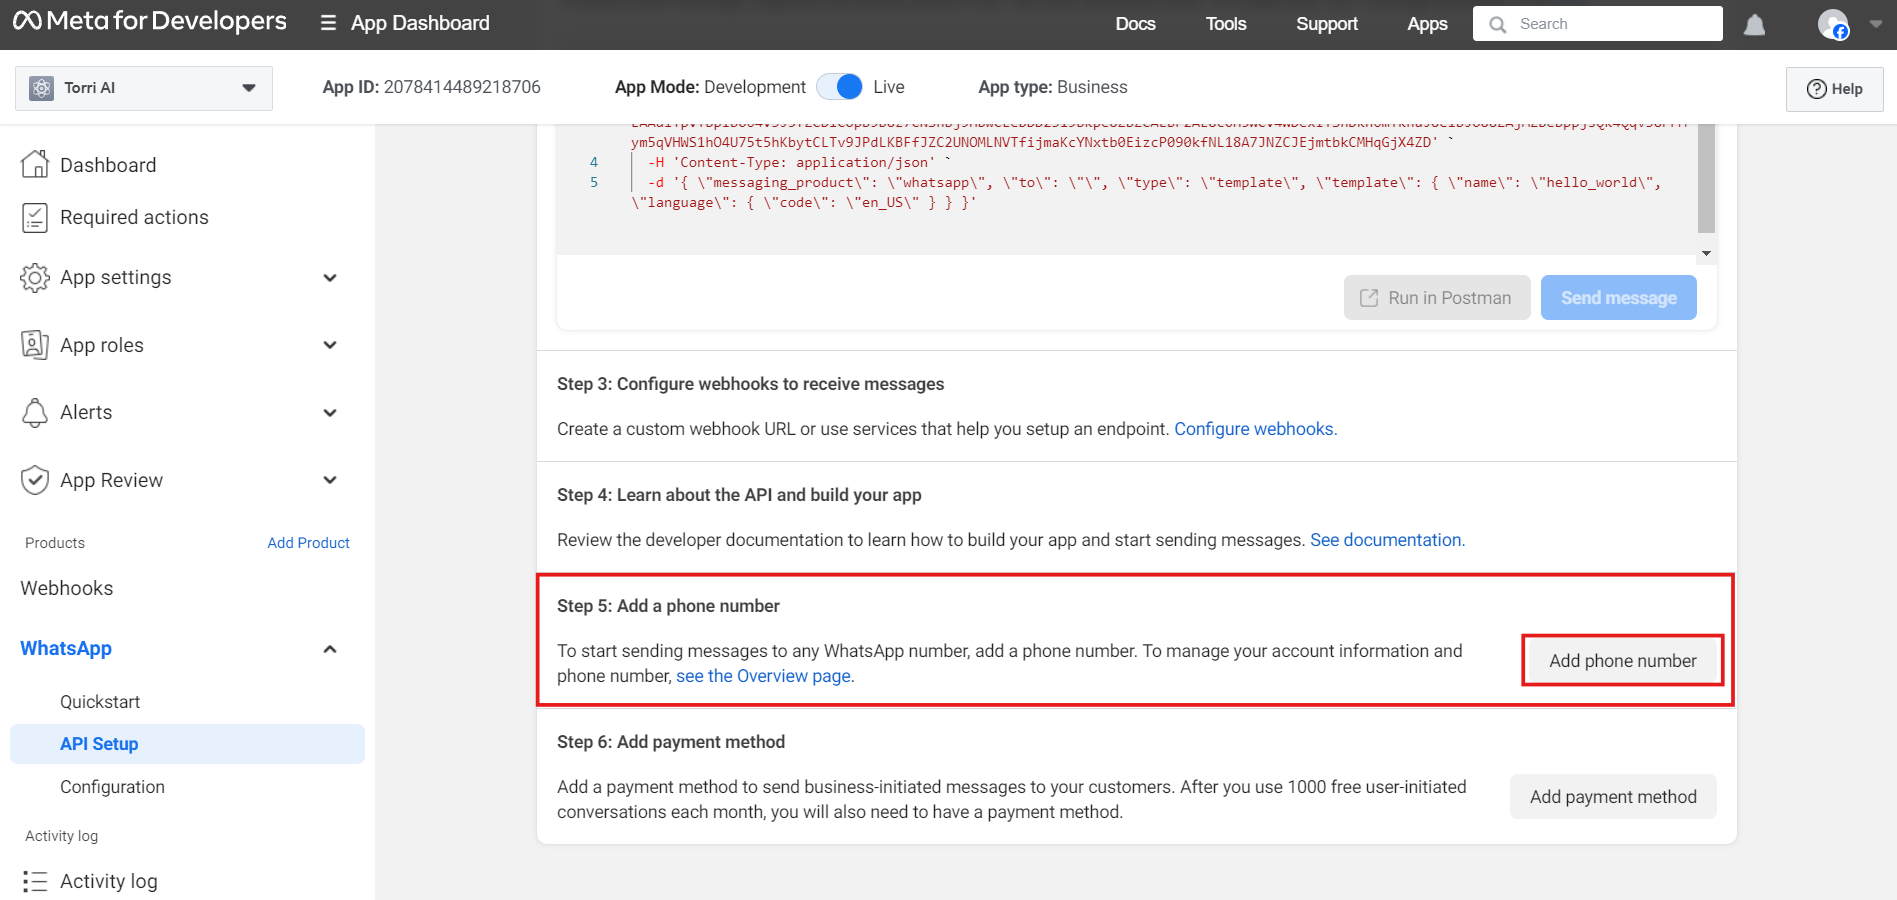 Meta for Developers
App Dashboard
Docs
Tools
Support
Apps
Search
Torri AI
App ID: 2078414489218706
App Mode: Development
Live
App type: Business
Help
Dashboard
Required actions
App settings
App roles
Alerts
App Review
Products
Add Product
Webhooks
WhatsApp
Quickstart
API Setup
Configuration
Activity log
Activity log
4 -H 'Content-Type: application/json' `
5 -d '{ \"messaging_product\": \"whatsapp\", \"to\": \"\", \"type\": \"template\", \"template\": { \"name\": \"hello_world\",
\"language\": { \"code\": \"en_US\" } } }'
Run in Postman
Send message
Step 3: Configure webhooks to receive messages
Create a custom webhook URL or use services that help you setup an endpoint. Configure webhooks.
Step 4: Learn about the API and build your app
Review the developer documentation to learn how to build your app and start sending messages. See documentation.
Step 5: Add a phone number
To start sending messages to any WhatsApp number, add a phone number. To manage your account information and
phone number, see the Overview page.
Add phone number
Step 6: Add payment method
Add a payment method to send business-initiated messages to your customers. After you use 1000 free user-initiated
conversations each month, you will also need to have a payment method.
Add payment method